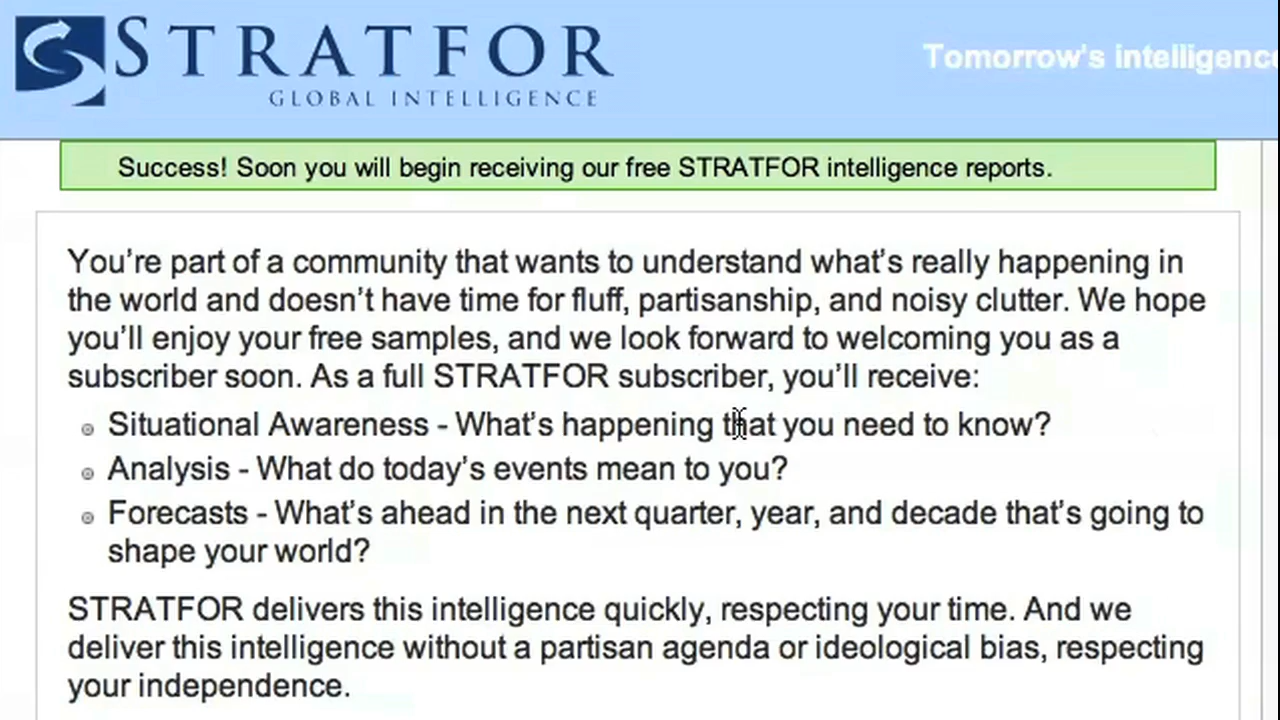 STRATFOR
GLOBAL INTELLIGENCE
Tomorrow's intelligence
Success! Soon you will begin receiving our free STRATFOR intelligence reports.
You're part of a community that wants to understand what's really happening in
the world and doesn't have time for fluff, partisanship, and noisy clutter. We hope
you'll enjoy your free samples, and we look forward to welcoming you as a
subscriber soon. As a full STRATFOR subscriber, you'll receive:
Situational Awareness - What's happening that you need to know?
Analysis - What do today's events mean to you?
Forecasts - What's ahead in the next quarter, year, and decade that's going to
shape your world?
STRATFOR delivers this intelligence quickly, respecting your time. And we
deliver this intelligence without a partisan agenda or ideological bias, respecting
your independence.